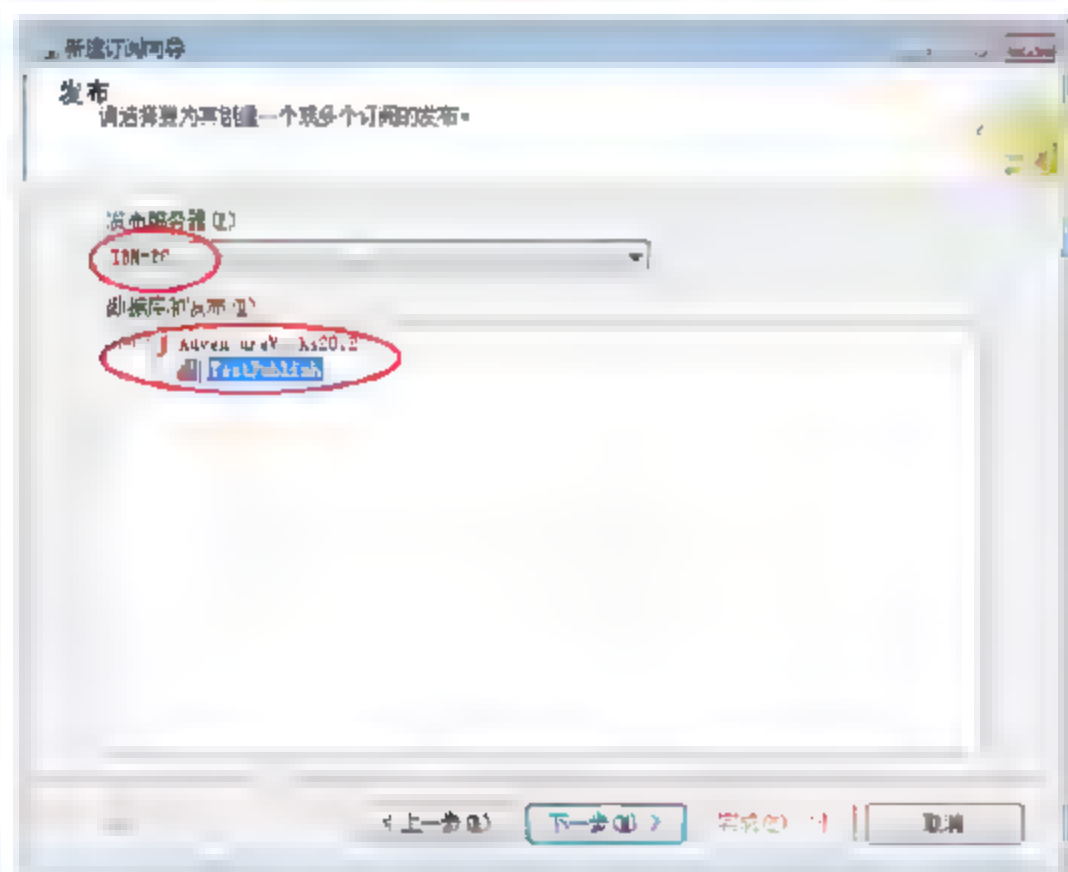 新建订阅向导
发布
请选择要为其创建一个或多个订阅的发布。
发布服务器(P)
IBM-PC
数据库和发布(D)
TestPublish
< 上一步(B)
下一步(N) >
完成(F)
取消